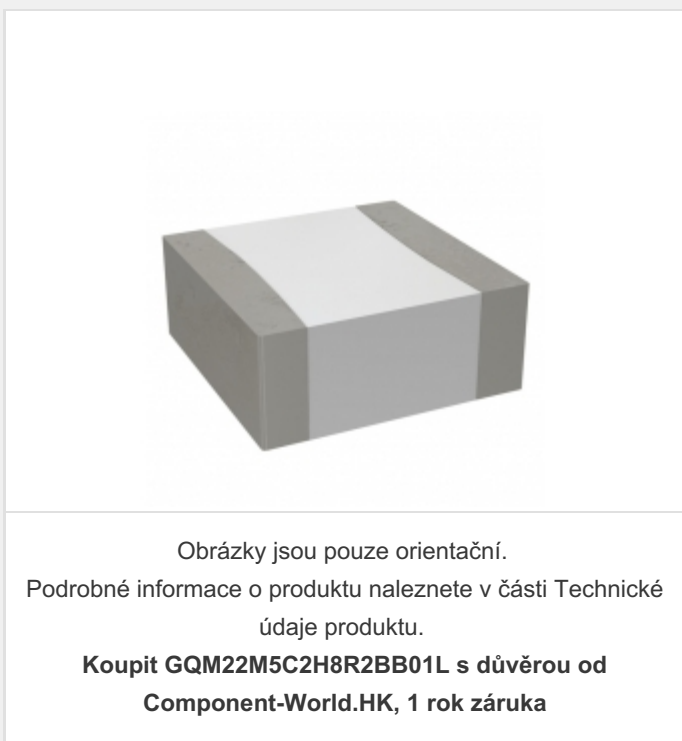 Obrázky jsou pouze orientační.
Podrobné informace o produktu naleznete v části Technické
údaje produktu.
Koupit GQM22M5C2H8R2BB01L s důvěrou od
Component-World.HK, 1 rok záruka